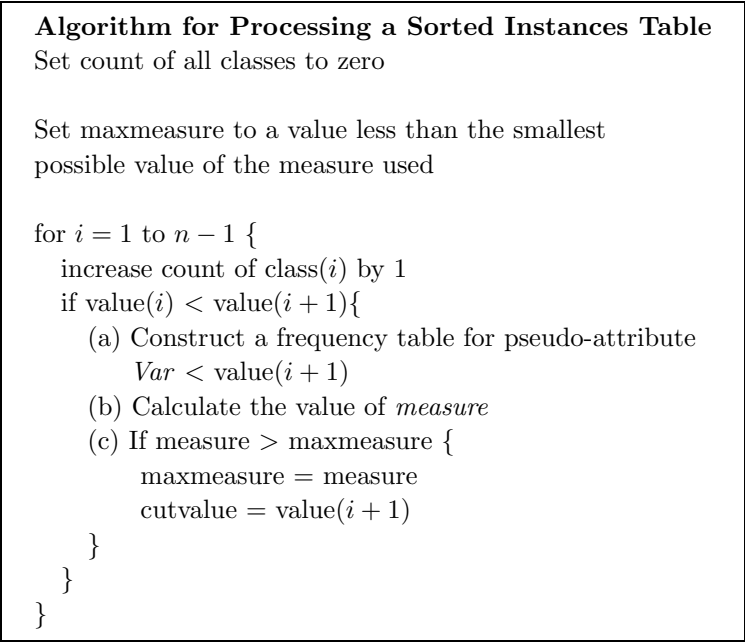 Algorithm for Processing a Sorted Instances Table
Set count of all classes to zero
Set maxmeasure to a value less than the smallest
possible value of the measure used
for i = 1 to n − 1 {
increase count of class(i) by 1
if value(i) < value(i + 1){
(a) Construct a frequency table for pseudo-attribute
Var < value(i + 1)
(b) Calculate the value of measure
(c) If measure > maxmeasure {
maxmeasure = measure
cutvalue = value(i + 1)
}
}
}